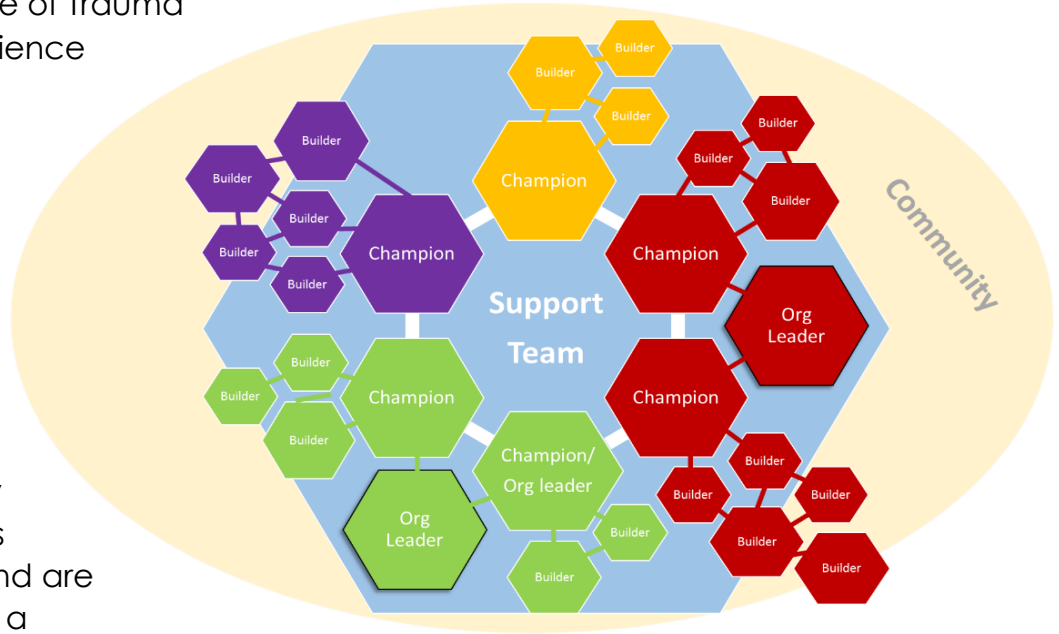 e of Trauma
ience
Builder
Builder
Builder
Champion
Builder
Builder
Builder
Builder
Builder
Champion
Builder
Builder
Builder
Champion
Community
Support
Team
Org
Leader
Builder
Builder
Builder
Champion
Champion
Champion/
Org leader
Org
Leader
Builder
Builder
Builder
Builder
Builder
Builder
Builder
s
nd are
a